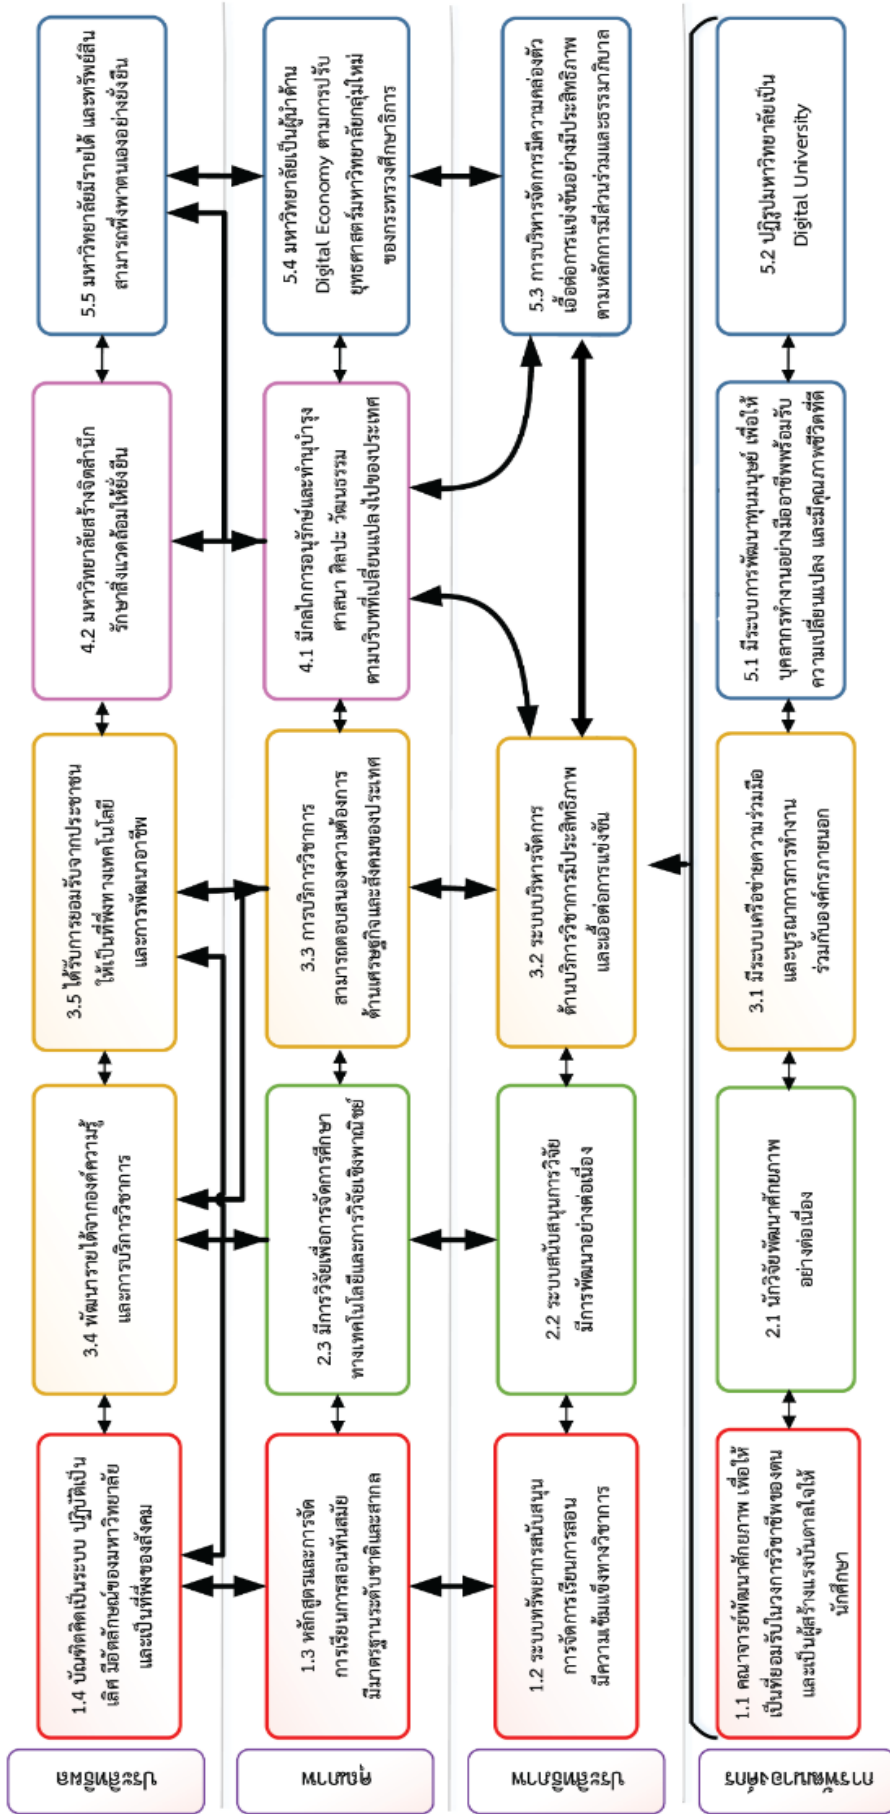 ประสิทธิผล
1.4 บัณฑิตคิดเป็นระบบ ปฏิบัติเป็น
เลิศ มีอัตลักษณ์ของมหาวิทยาลัย
และเป็นที่พึ่งของสังคม
3.4 พัฒนารายได้จากองค์ความรู้
และการบริการวิชาการ
3.5 ได้รับการยอมรับจากประชาชน
ให้เป็นที่พึ่งทางเทคโนโลยี
และการพัฒนาอาชีพ
4.2 มหาวิทยาลัยสร้างจิตสำนึก
รักษาสิ่งแวดล้อมให้ยั่งยืน
5.5 มหาวิทยาลัยมีรายได้ และทรัพย์สิน
สามารถพึ่งพาตนเองอย่างยั่งยืน
คุณภาพ
1.3 หลักสูตรและการจัด
การเรียนการสอนทันสมัย
มีมาตรฐานระดับชาติและสากล
2.3 มีการวิจัยเพื่อการจัดการศึกษา
ทางเทคโนโลยีและการวิจัยเชิงพาณิชย์
3.3 การบริการวิชาการ
สามารถตอบสนองความต้องการ
ด้านเศรษฐกิจและสังคมของประเทศ
4.1 มีกลไกการอนุรักษ์และทำนุบำรุง
ศาสนา ศิลปะ วัฒนธรรม
ตามบริบทที่เปลี่ยนแปลงไปของประเทศ
5.4 มหาวิทยาลัยเป็นผู้นำด้าน
Digital Economy ตามการปรับ
ยุทธศาสตร์มหาวิทยาลัยกลุ่มใหม่
ของกระทรวงศึกษาธิการ
ประสิทธิภาพ
1.2 ระบบทรัพยากรสนับสนุน
การจัดการเรียนการสอน
มีความเข้มแข็งทางวิชาการ
2.2 ระบบสนับสนุนการวิจัย
มีการพัฒนาอย่างต่อเนื่อง
3.2 ระบบบริหารจัดการ
ด้านบริการวิชาการมีประสิทธิภาพ
และเอื้อต่อการแข่งขัน
5.3 การบริหารจัดการมีความคล่องตัว
เอื้อต่อการแข่งขันอย่างมีประสิทธิภาพ
ตามหลักการมีส่วนร่วมและธรรมาภิบาล
การพัฒนาองค์กร
1.1 คณาจารย์พัฒนาศักยภาพ เพื่อให้
เป็นที่ยอมรับในวงการวิชาชีพของตน
และเป็นผู้สร้างแรงบันดาลใจให้
นักศึกษา
2.1 นักวิจัยพัฒนาศักยภาพ
อย่างต่อเนื่อง
3.1 มีระบบเครือข่ายความร่วมมือ
และบูรณาการการทำงาน
ร่วมกับองค์กรภายนอก
5.1 มีระบบการพัฒนาทุนมนุษย์ เพื่อให้
บุคลากรทำงานอย่างมืออาชีพพร้อมรับ
ความเปลี่ยนแปลง และมีคุณภาพชีวิตที่ดี
5.2 ปฏิรูปมหาวิทยาลัยเป็น
Digital University